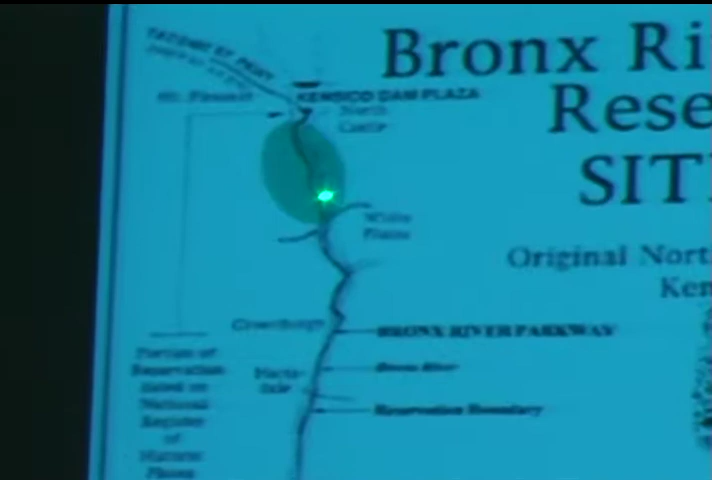 Bronx Ri
Rese
SIT
Original Nort
Ken
TACONIC ST PKWY
Mt. Pleasant
KENSICO DAM PLAZA
North
Castle
White
Plains
Greenburgh
BRONX RIVER PARKWAY
Bronx River
Reservation Boundary
Portion of
Reservation
listed on
National
Register
of
Historic
Places